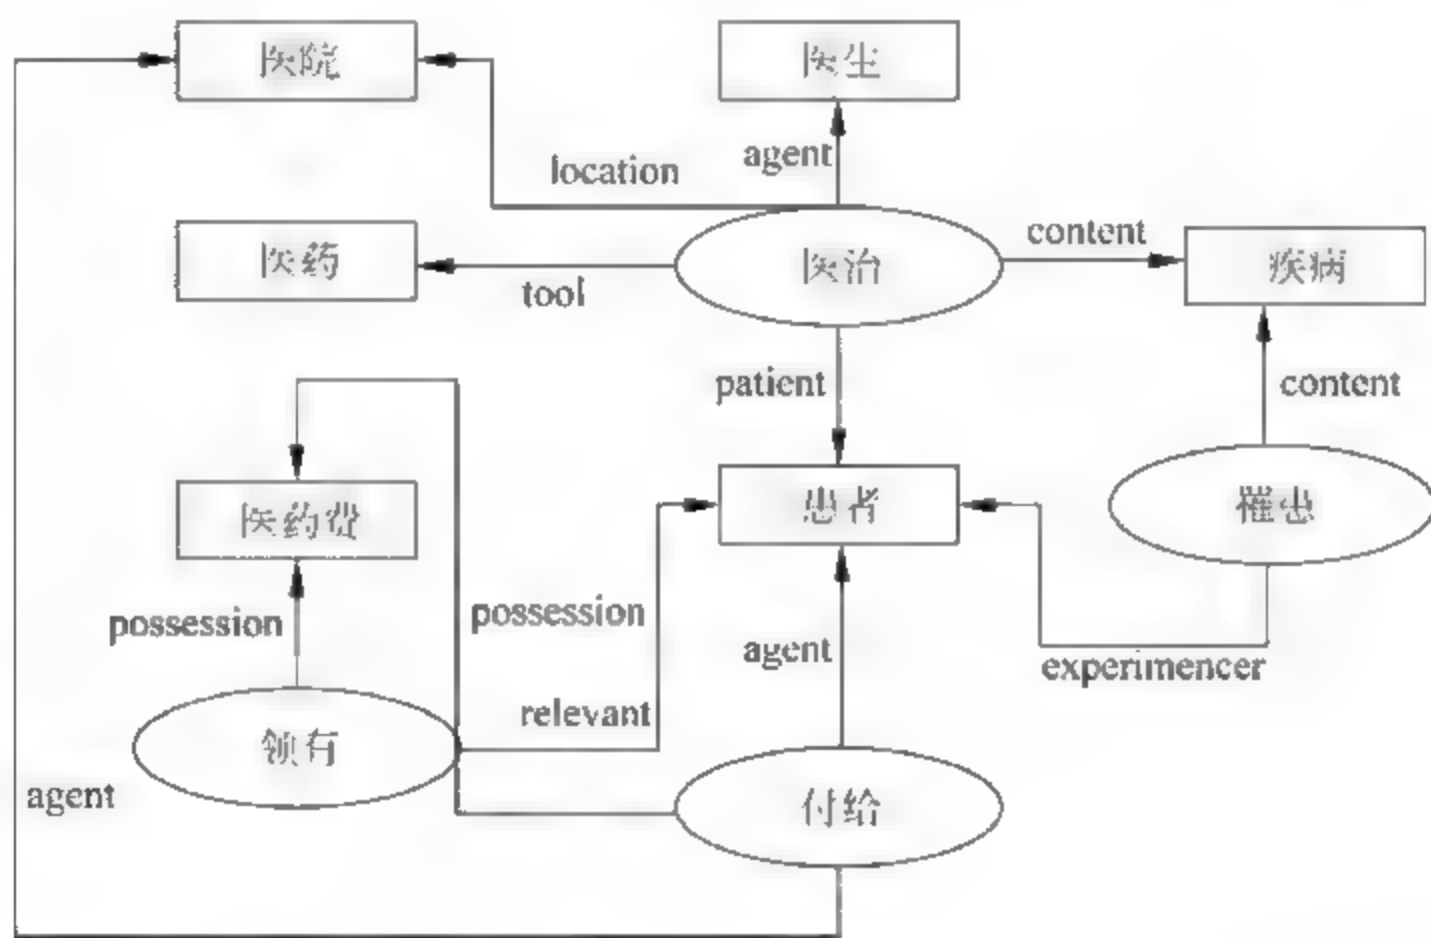 医院
医生
agent
location
医药
医治
content
疾病
tool
patient
content
医药费
患者
罹患
possession
possession
agent
experimencer
领有
relevant
agent
付给